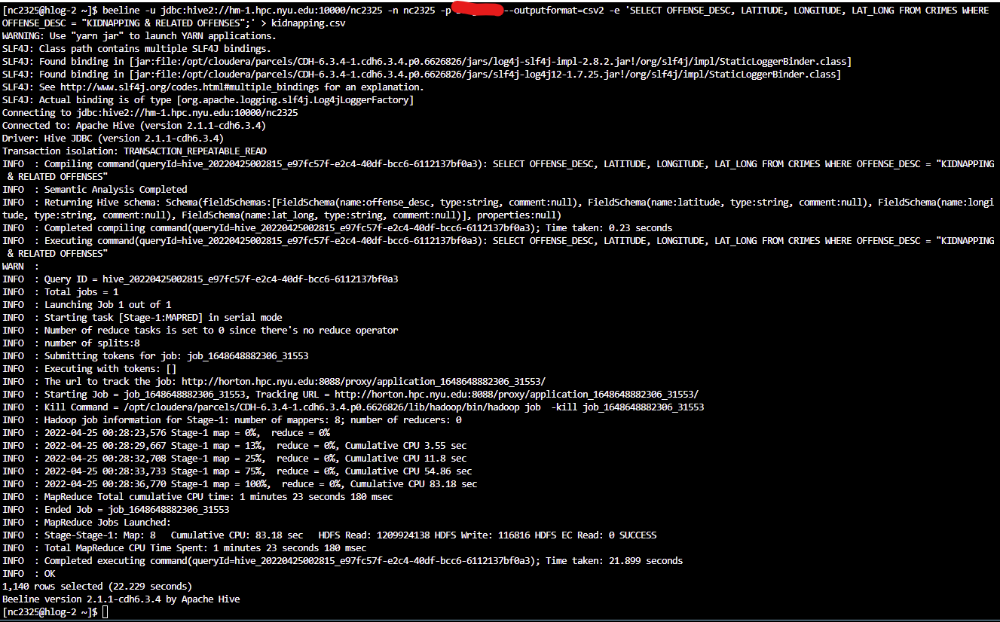 [nc2325@hlog-2 ~]$ beeline -u jdbc:hive2://hm-1.hpc.nyu.edu:10000/nc2325 -n nc2325 -p --outputformat=csv2 -e 'SELECT OFFENSE_DESC, LATITUDE, LONGITUDE, LAT_LONG FROM CRIMES WHERE
OFFENSE_DESC = "KIDNAPPING & RELATED OFFENSES";' > kidnapping.csv
WARNING: Use "yarn jar" to launch YARN applications.
SLF4J: Class path contains multiple SLF4J bindings.
SLF4J: Found binding in [jar:file:/opt/cloudera/parcels/CDH-6.3.4-1.cdh6.3.4.p0.6626826/jars/log4j-slf4j-impl-2.8.2.jar!/org/slf4j/impl/StaticLoggerBinder.class]
SLF4J: Found binding in [jar:file:/opt/cloudera/parcels/CDH-6.3.4-1.cdh6.3.4.p0.6626826/jars/slf4j-log4j12-1.7.25.jar!/org/slf4j/impl/StaticLoggerBinder.class]
SLF4J: See http://www.slf4j.org/codes.html#multiple_bindings for an explanation.
SLF4J: Actual binding is of type [org.apache.logging.slf4j.Log4jLoggerFactory]
Connecting to jdbc:hive2://hm-1.hpc.nyu.edu:10000/nc2325
Connected to: Apache Hive (version 2.1.1-cdh6.3.4)
Driver: Hive JDBC (version 2.1.1-cdh6.3.4)
Transaction isolation: TRANSACTION_REPEATABLE_READ
INFO  : Compiling command(queryId=hive_20220425002815_e97fc57f-e2c4-40df-bcc6-6112137bf0a3): SELECT OFFENSE_DESC, LATITUDE, LONGITUDE, LAT_LONG FROM CRIMES WHERE OFFENSE_DESC = "KIDNAPPING
 & RELATED OFFENSES"
INFO  : Semantic Analysis Completed
INFO  : Returning Hive schema: Schema(fieldSchemas:[FieldSchema(name:offense_desc, type:string, comment:null), FieldSchema(name:latitude, type:string, comment:null), FieldSchema(name:longi
tude, type:string, comment:null), FieldSchema(name:lat_long, type:string, comment:null)], properties:null)
INFO  : Completed compiling command(queryId=hive_20220425002815_e97fc57f-e2c4-40df-bcc6-6112137bf0a3); Time taken: 0.23 seconds
INFO  : Executing command(queryId=hive_20220425002815_e97fc57f-e2c4-40df-bcc6-6112137bf0a3): SELECT OFFENSE_DESC, LATITUDE, LONGITUDE, LAT_LONG FROM CRIMES WHERE OFFENSE_DESC = "KIDNAPPING
 & RELATED OFFENSES"
WARN  :
INFO  : Query ID = hive_20220425002815_e97fc57f-e2c4-40df-bcc6-6112137bf0a3
INFO  : Total jobs = 1
INFO  : Launching Job 1 out of 1
INFO  : Starting task [Stage-1:MAPRED] in serial mode
INFO  : Number of reduce tasks is set to 0 since there's no reduce operator
INFO  : number of splits:8
INFO  : Submitting tokens for job: job_1648648882306_31553
INFO  : Executing with tokens: []
INFO  : The url to track the job: http://horton.hpc.nyu.edu:8088/proxy/application_1648648882306_31553/
INFO  : Starting Job = job_1648648882306_31553, Tracking URL = http://horton.hpc.nyu.edu:8088/proxy/application_1648648882306_31553/
INFO  : Kill Command = /opt/cloudera/parcels/CDH-6.3.4-1.cdh6.3.4.p0.6626826/lib/hadoop/bin/hadoop job  -kill job_1648648882306_31553
INFO  : Hadoop job information for Stage-1: number of mappers: 8; number of reducers: 0
INFO  : 2022-04-25 00:28:23,576 Stage-1 map = 0%,  reduce = 0%
INFO  : 2022-04-25 00:28:29,667 Stage-1 map = 13%,  reduce = 0%, Cumulative CPU 3.55 sec
INFO  : 2022-04-25 00:28:32,708 Stage-1 map = 25%,  reduce = 0%, Cumulative CPU 11.8 sec
INFO  : 2022-04-25 00:28:33,733 Stage-1 map = 75%,  reduce = 0%, Cumulative CPU 54.86 sec
INFO  : 2022-04-25 00:28:36,770 Stage-1 map = 100%,  reduce = 0%, Cumulative CPU 83.18 sec
INFO  : MapReduce Total cumulative CPU time: 1 minutes 23 seconds 180 msec
INFO  : Ended Job = job_1648648882306_31553
INFO  : MapReduce Jobs Launched:
INFO  : Stage-Stage-1: Map: 8   Cumulative CPU: 83.18 sec   HDFS Read: 1209924138 HDFS Write: 116816 HDFS EC Read: 0 SUCCESS
INFO  : Total MapReduce CPU Time Spent: 1 minutes 23 seconds 180 msec
INFO  : Completed executing command(queryId=hive_20220425002815_e97fc57f-e2c4-40df-bcc6-6112137bf0a3); Time taken: 21.899 seconds
INFO  : OK
1,140 rows selected (22.229 seconds)
Beeline version 2.1.1-cdh6.3.4 by Apache Hive
[nc2325@hlog-2 ~]$